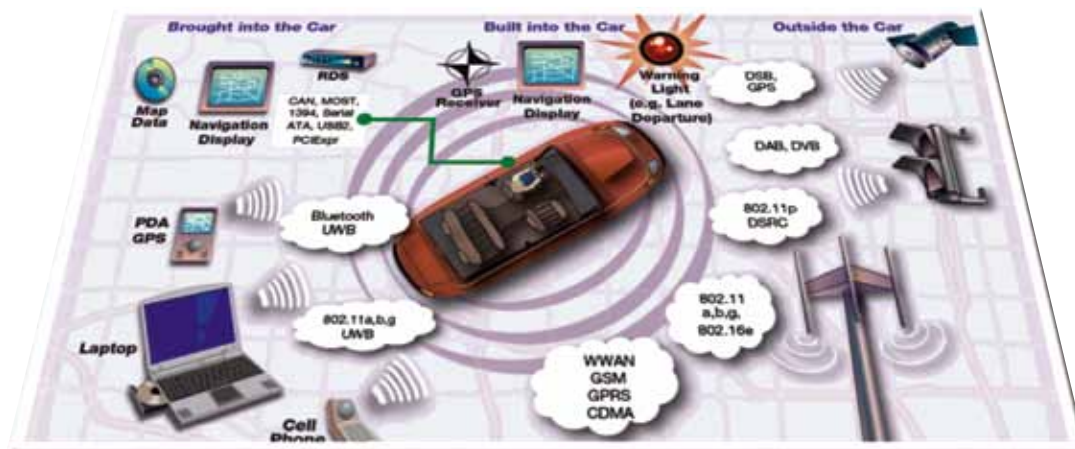 Brought into the Car
Built into the Car
Outside the Car
Map
Data
Navigation
Display
RDS
CAN, MOST,
1394, Serial
ATA, USB2,
PCIExpr
GPS
Receiver
Navigation
Display
Warning
Light
(e.g. Lane
Departure)
DSB,
GPS
DAB, DVB
802.11p
DSRC
802.11
a,b,g,
802.16e
WWAN
GSM
GPRS
CDMA
PDA
GPS
Bluetooth
UWB
802.11a,b,g
UWB
Laptop
Cell
Phone